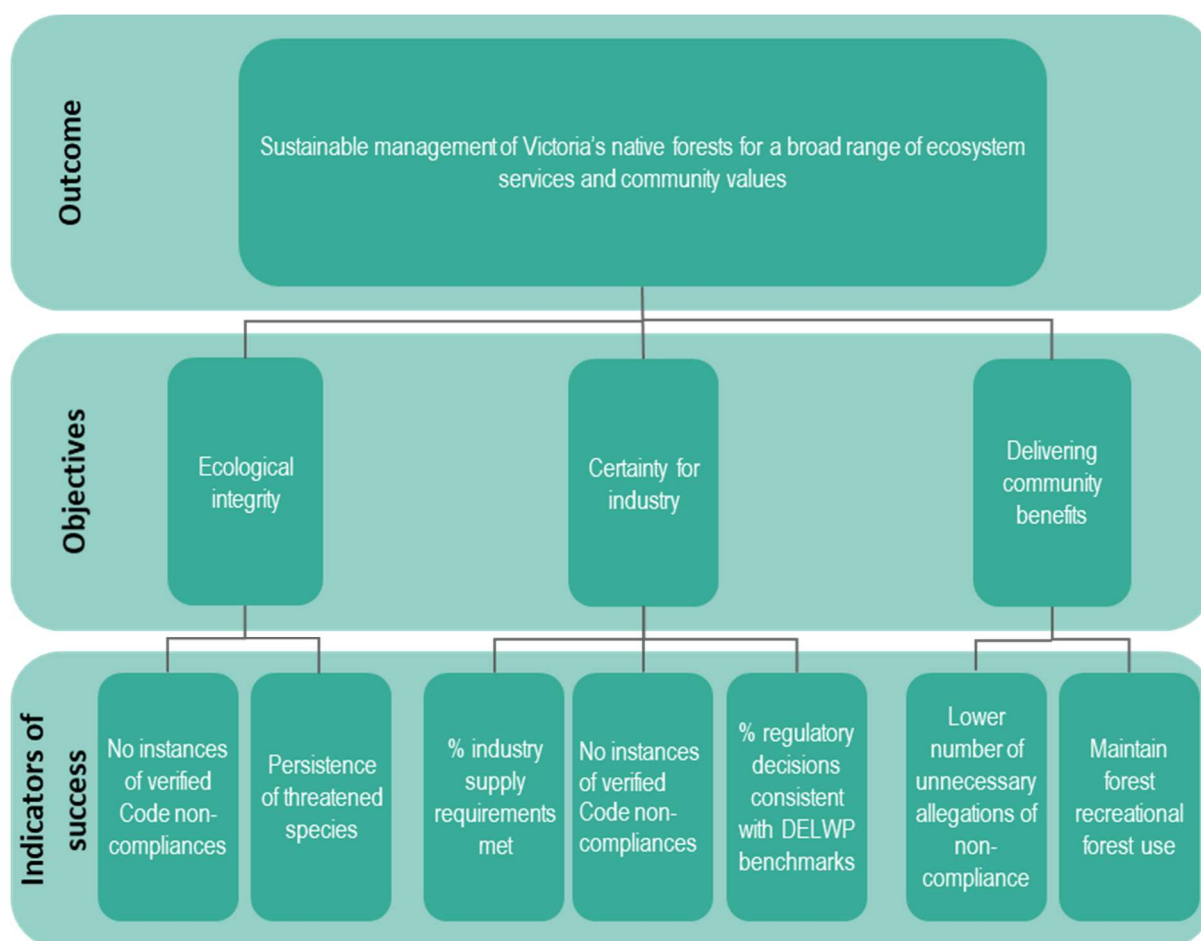 Outcome
Sustainable management of Victoria's native forests for a broad range of ecosystem
services and community values
Objectives
Ecological
integrity
Certainty for
industry
Delivering
community
benefits
Indicators of
success
No instances
of verified
Code non-
compliances
Persistence
of threatened
species
% industry
supply
requirements
met
No instances
of verified
Code non-
compliances
% regulatory
decisions
consistent
with DELWP
benchmarks
Lower
number of
unnecessary
allegations of
non-
compliance
Maintain
forest
recreational
forest use